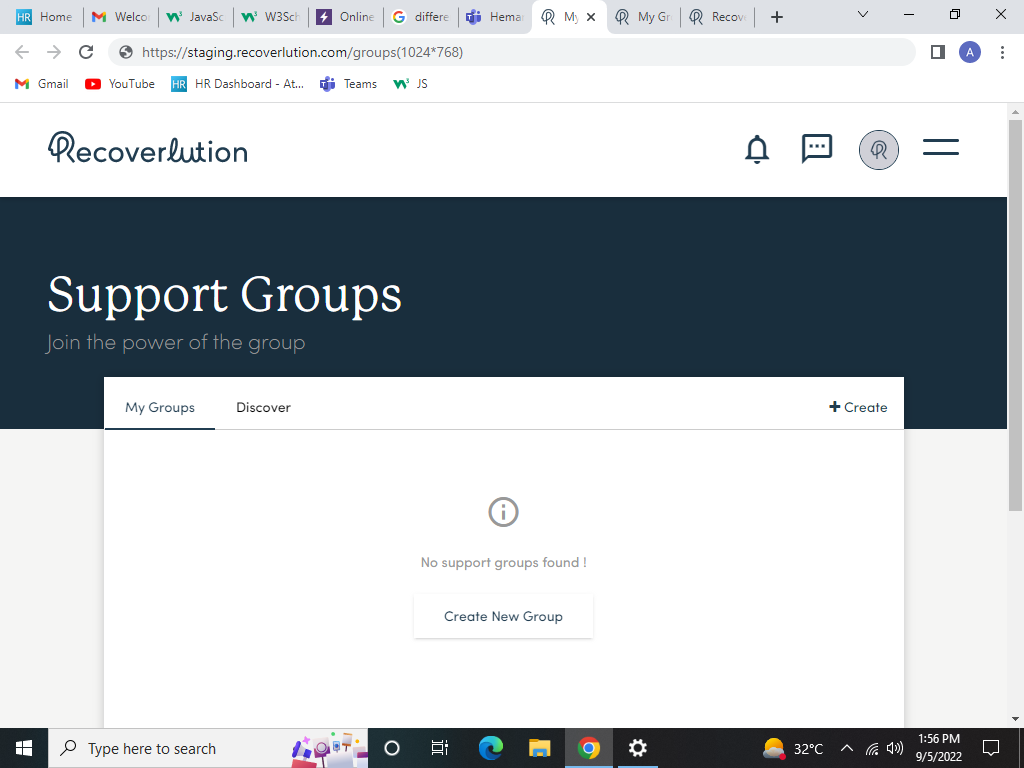 HR Home
Welco
JavaSc
W3Sch
Online
differe
Hemai
My
My Gr
Recov
https://staging.recoverlution.com/groups(1024*768)
A
Gmail
YouTube
HR HR Dashboard - At...
Teams
JS
Recoverlution
Support Groups
Join the power of the group
My Groups
Discover
Create
No support groups found !
Create New Group
Type here to search
32°C
1:56 PM
9/5/2022